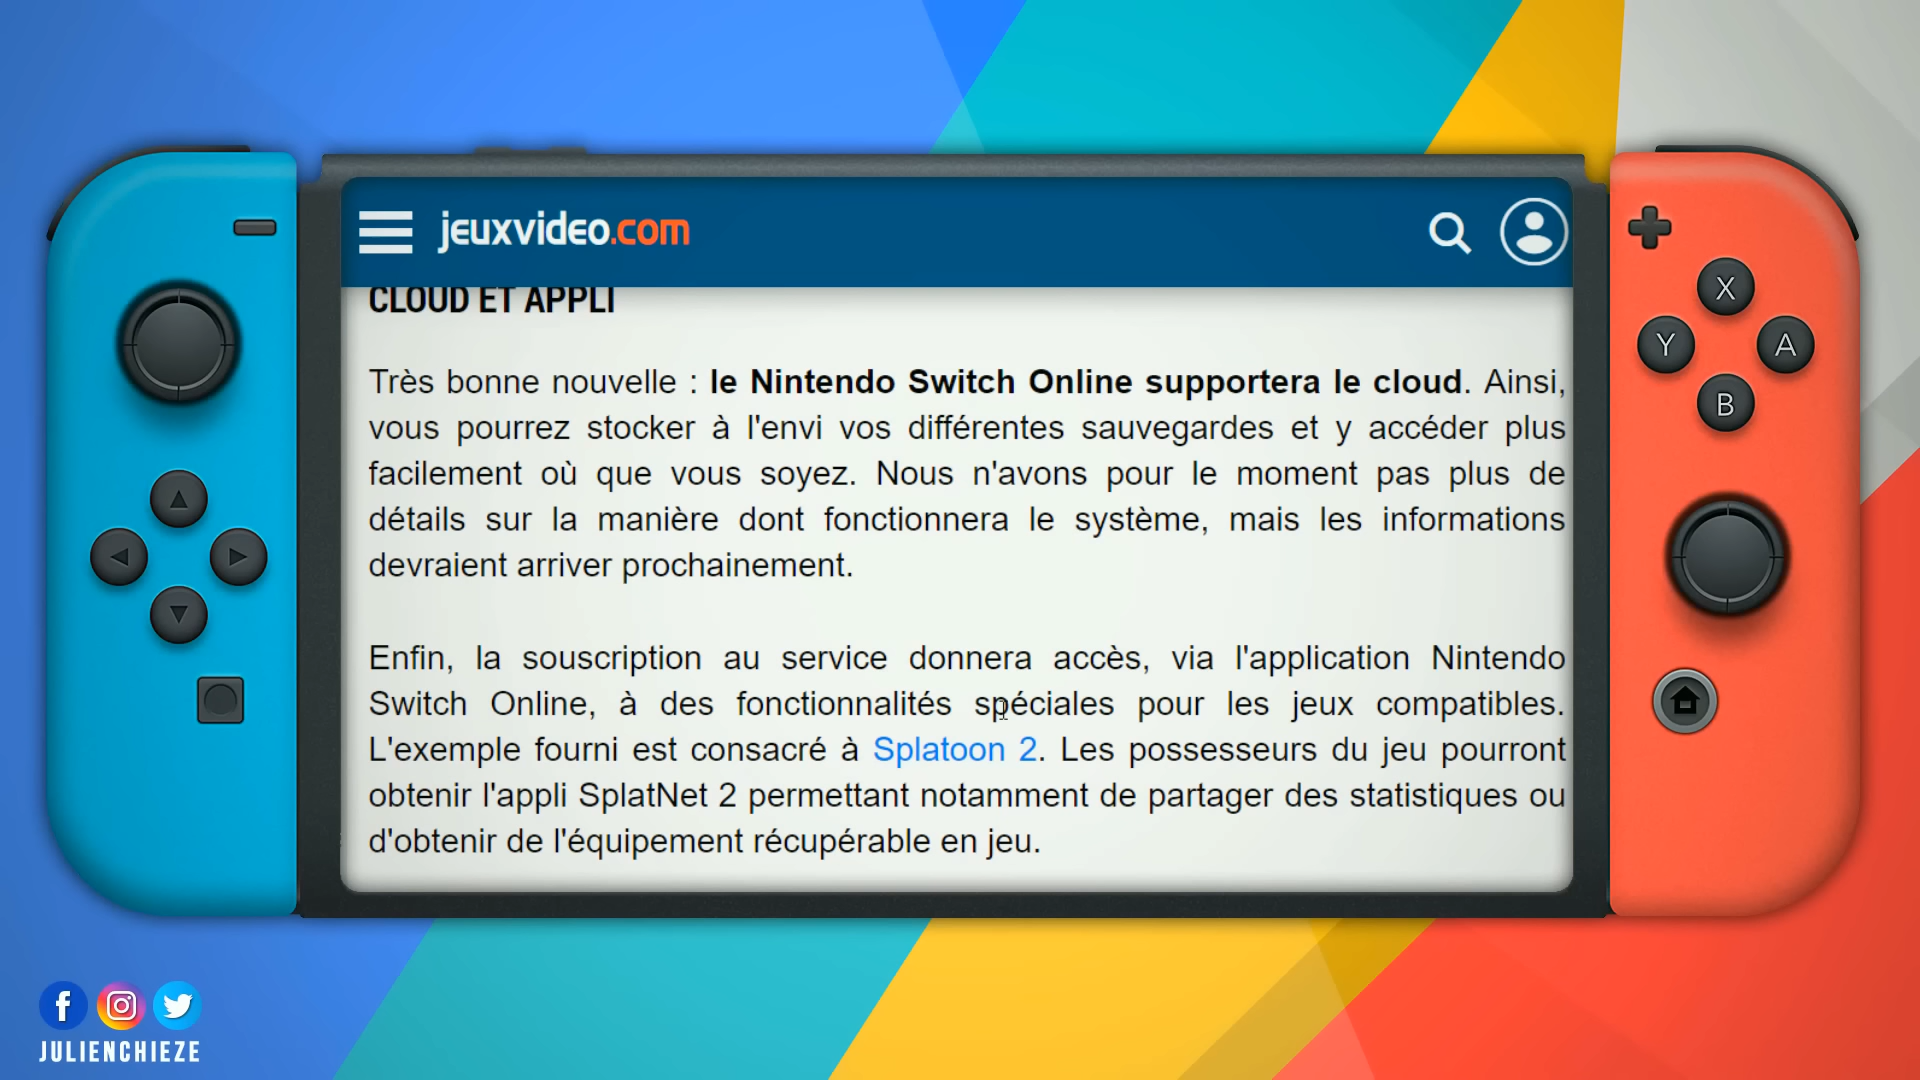 jeuxvideo.com
CLOUD ET APPLI
Très bonne nouvelle : le Nintendo Switch Online supportera le cloud. Ainsi,
vous pourrez stocker à l'envi vos différentes sauvegardes et y accéder plus
facilement où que vous soyez. Nous n'avons pour le moment pas plus de
détails sur la manière dont fonctionnera le système, mais les informations
devraient arriver prochainement.
Enfin, la souscription au service donnera accès, via l'application Nintendo
Switch Online, à des fonctionnalités spéciales pour les jeux compatibles.
L'exemple fourni est consacré à Splatoon 2. Les possesseurs du jeu pourront
obtenir l'appli SplatNet 2 permettant notamment de partager des statistiques ou
d'obtenir de l'équipement récupérable en jeu.
X
Y A
B
JULIENCHIEZE